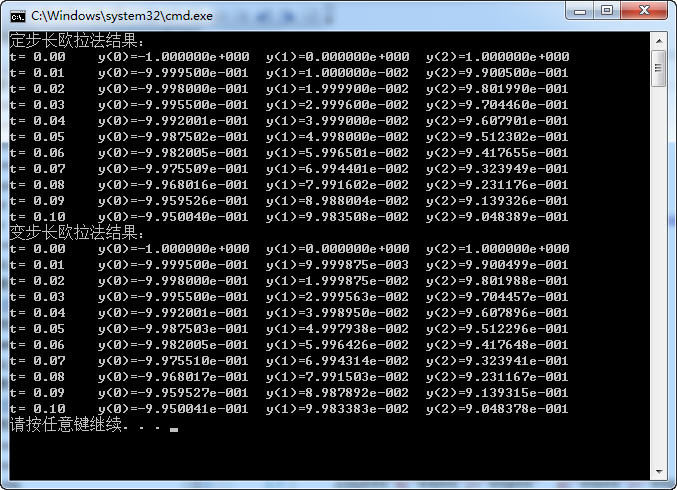 C:\Windows\system32\cmd.exe
定步长欧拉法结果：
t= 0.00 y(0)=-1.000000e+000 y(1)=0.000000e+000 y(2)=1.000000e+000
t= 0.01 y(0)=-9.999500e-001 y(1)=1.000000e-002 y(2)=9.900500e-001
t= 0.02 y(0)=-9.998000e-001 y(1)=1.999900e-002 y(2)=9.801990e-001
t= 0.03 y(0)=-9.995500e-001 y(1)=2.999600e-002 y(2)=9.704460e-001
t= 0.04 y(0)=-9.992001e-001 y(1)=3.999000e-002 y(2)=9.607901e-001
t= 0.05 y(0)=-9.987502e-001 y(1)=4.998000e-002 y(2)=9.512302e-001
t= 0.06 y(0)=-9.982005e-001 y(1)=5.996501e-002 y(2)=9.417655e-001
t= 0.07 y(0)=-9.975509e-001 y(1)=6.994401e-002 y(2)=9.323949e-001
t= 0.08 y(0)=-9.968016e-001 y(1)=7.991602e-002 y(2)=9.231176e-001
t= 0.09 y(0)=-9.959526e-001 y(1)=8.988004e-002 y(2)=9.139326e-001
t= 0.10 y(0)=-9.950040e-001 y(1)=9.983508e-002 y(2)=9.048389e-001
变步长欧拉法结果：
t= 0.00 y(0)=-1.000000e+000 y(1)=0.000000e+000 y(2)=1.000000e+000
t= 0.01 y(0)=-9.999500e-001 y(1)=9.999875e-003 y(2)=9.900499e-001
t= 0.02 y(0)=-9.998000e-001 y(1)=1.999875e-002 y(2)=9.801988e-001
t= 0.03 y(0)=-9.995500e-001 y(1)=2.999563e-002 y(2)=9.704457e-001
t= 0.04 y(0)=-9.992001e-001 y(1)=3.998950e-002 y(2)=9.607896e-001
t= 0.05 y(0)=-9.987503e-001 y(1)=4.997938e-002 y(2)=9.512296e-001
t= 0.06 y(0)=-9.982005e-001 y(1)=5.996426e-002 y(2)=9.417648e-001
t= 0.07 y(0)=-9.975510e-001 y(1)=6.994314e-002 y(2)=9.323941e-001
t= 0.08 y(0)=-9.968017e-001 y(1)=7.991503e-002 y(2)=9.231167e-001
t= 0.09 y(0)=-9.959527e-001 y(1)=8.987892e-002 y(2)=9.139315e-001
t= 0.10 y(0)=-9.950041e-001 y(1)=9.983383e-002 y(2)=9.048378e-001
请按任意键继续. . .